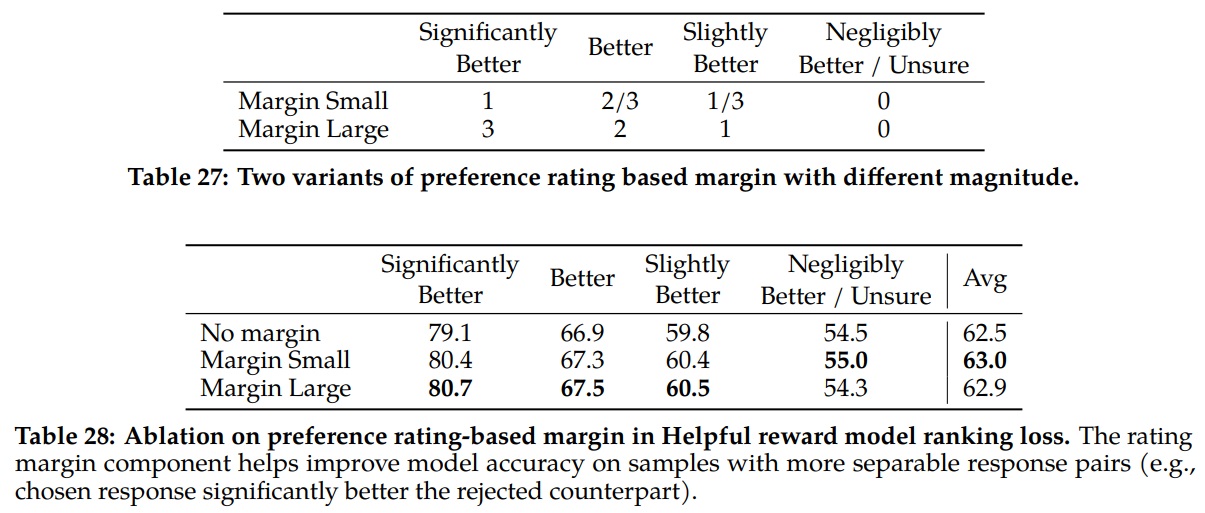 Significantly Better Better Slightly Better Negligibly Better / Unsure
Margin Small 1 2/3 1/3 0
Margin Large 3 2 1 0
Table 27: Two variants of preference rating based margin with different magnitude.
Significantly Better Better Slightly Better Negligibly Better / Unsure Avg
No margin 79.1 66.9 59.8 54.5 62.5
Margin Small 80.4 67.3 60.4 55.0 63.0
Margin Large 80.7 67.5 60.5 54.3 62.9
Table 28: Ablation on preference rating-based margin in Helpful reward model ranking loss. The rating
margin component helps improve model accuracy on samples with more separable response pairs (e.g.,
chosen response significantly better the rejected counterpart).